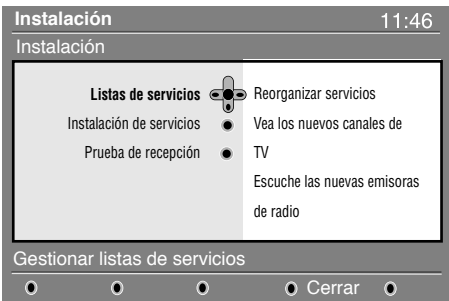 Instalación 11:46
Instalación
Listas de servicios
Instalación de servicios
Prueba de recepción
Reorganizar servicios
Vea los nuevos canales de
TV
Escuche las nuevas emisoras
de radio
Gestionar listas de servicios
Cerrar